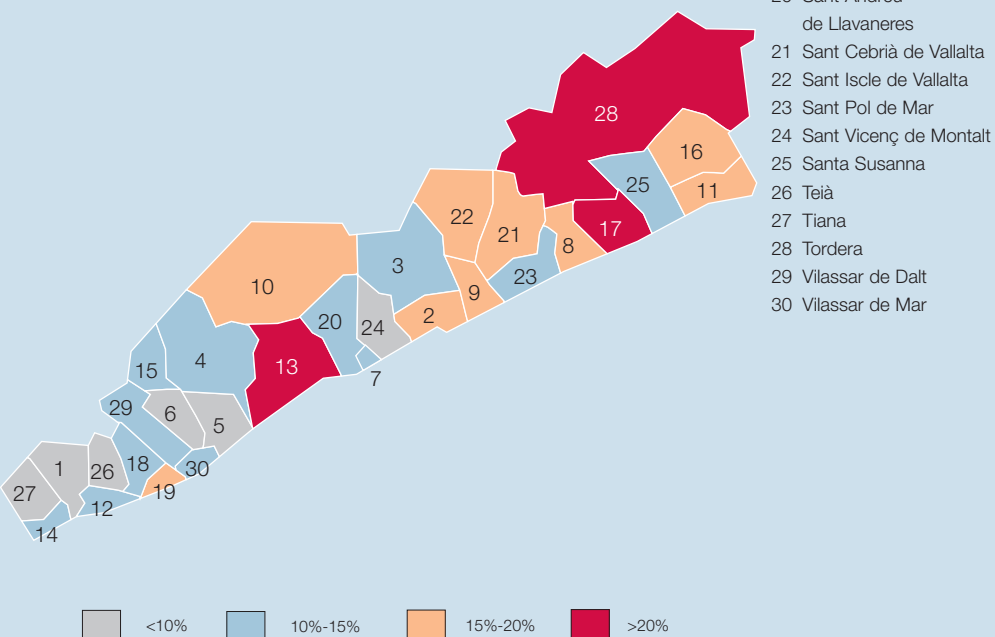 20 Sant Andreu
de Llavaneres
21 Sant Cebrià de Vallalta
22 Sant Iscle de Vallalta
23 Sant Pol de Mar
24 Sant Vicenç de Montalt
25 Santa Susanna
26 Teià
27 Tiana
28 Tordera
29 Vilassar de Dalt
30 Vilassar de Mar
28
16
25
11
22
21
17
8
3
23
10
9
2
20
24
13
4
7
15
29
6
5
18
30
1
26
19
27
12
14
<10%
10%-15%
15%-20%
>20%